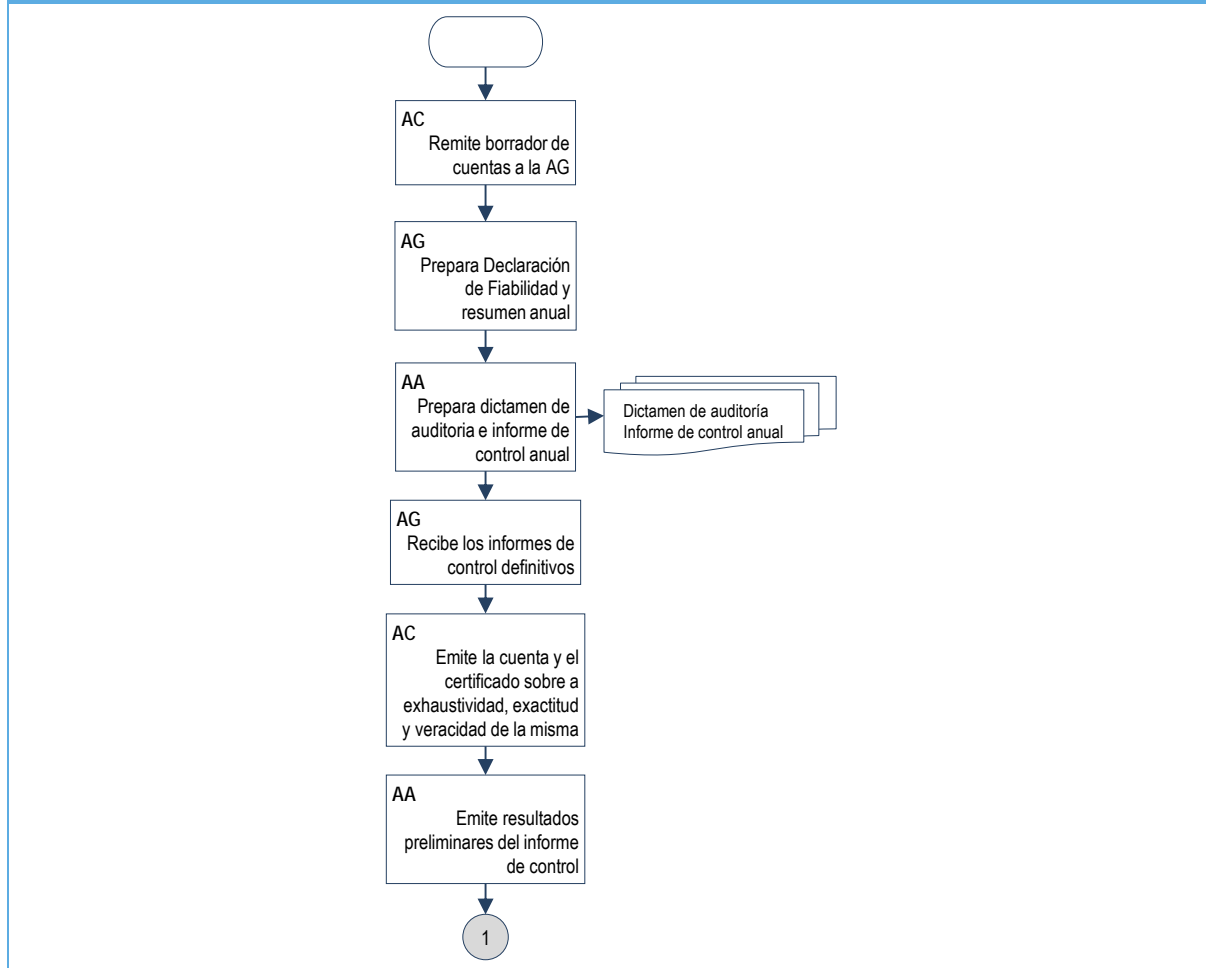 AC
Remite borrador de
cuentas a la AG
AG
Prepara Declaración
de Fiabilidad y
resumen anual
AA
Prepara dictamen de
auditoria e informe de
control anual
Dictamen de auditoría
Informe de control anual
AG
Recibe los informes de
control definitivos
AC
Emite la cuenta y el
certificado sobre a
exhaustividad, exactitud
y veracidad de la misma
AA
Emite resultados
preliminares del informe
de control
1